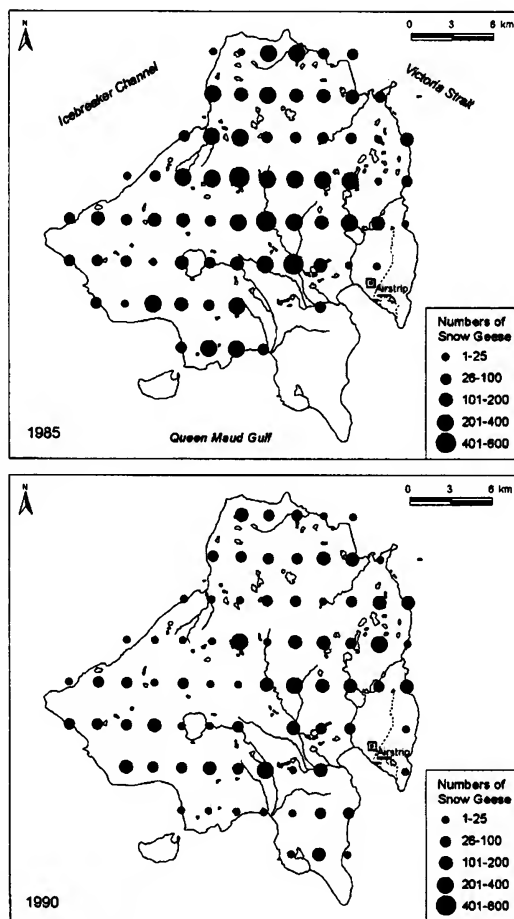 N
0 3 6 km
Icebreaker Channel
Victoria Strait
Airstrip
Numbers of
Snow Geese
1-25
26-100
101-200
201-400
401-600
1985
Queen Maud Gulf
N
0 3 6 km
Airstrip
Numbers of
Snow Geese
1-25
26-100
101-200
201-400
401-600
1990